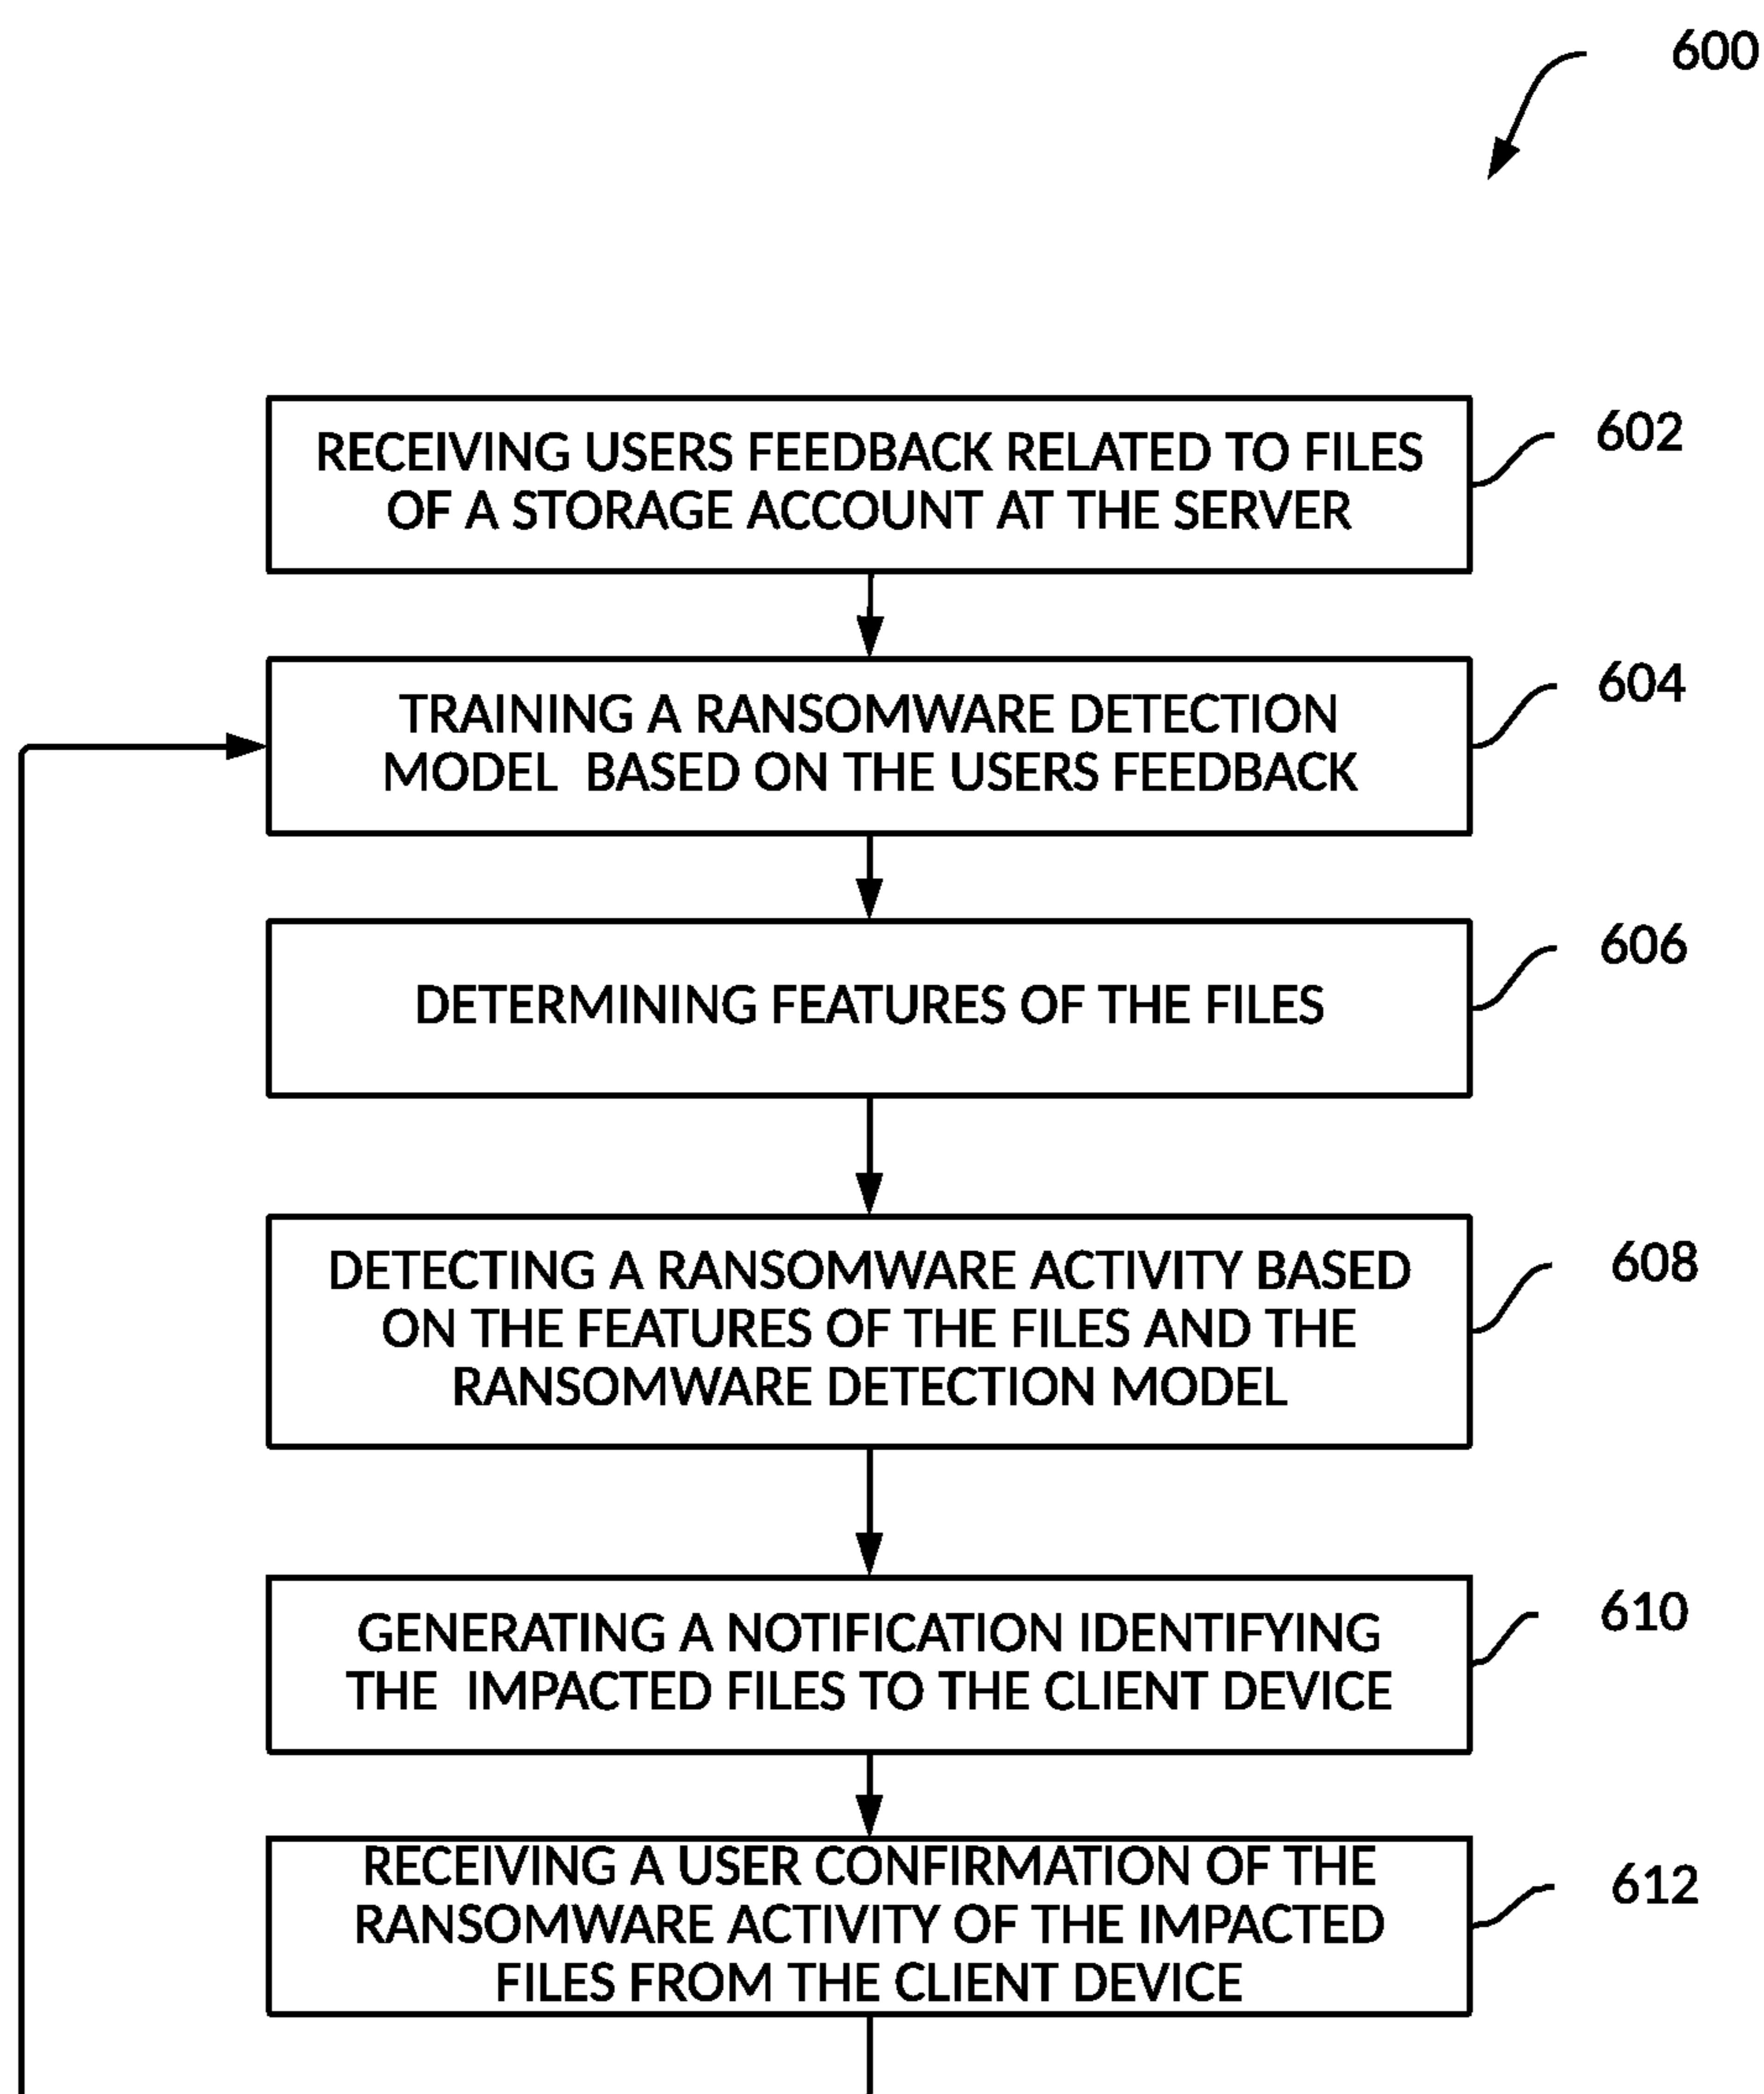 600
RECEIVING USERS FEEDBACK RELATED TO FILES
OF A STORAGE ACCOUNT AT THE SERVER
602
TRAINING A RANSOMWARE DETECTION
MODEL BASED ON THE USERS FEEDBACK
604
DETERMINING FEATURES OF THE FILES
606
DETECTING A RANSOMWARE ACTIVITY BASED
ON THE FEATURES OF THE FILES AND THE
RANSOMWARE DETECTION MODEL
608
GENERATING A NOTIFICATION IDENTIFYING
THE IMPACTED FILES TO THE CLIENT DEVICE
610
RECEIVING A USER CONFIRMATION OF THE
RANSOMWARE ACTIVITY OF THE IMPACTED
FILES FROM THE CLIENT DEVICE
612